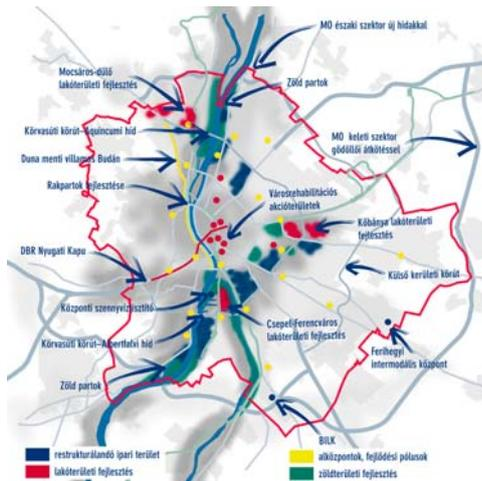 MO északi szektor új hidakkal
Mocsáros-dűlő
lakóterületi fejlesztés
Zöld partok
Körvasúti körút-Aquincumi híd
MO keleti szektor
gödöllői átkötéssel
Duna menti villamos Budán
Rakpartok fejlesztése
Városrehabilitációs
akcióterületek
Kőbánya lakóterületi
fejlesztés
DBR Nyugati Kapu
Külső kerületi körút
Központi szennyvíztisztító
Csepel-Ferencváros
lakóterületi fejlesztés
Körvasúti körút-Albertfalvi híd
Ferihegyi
intermodális központ
Zöld partok
BILK
restrukturálandó ipari terület
lakóterületi fejlesztés
alközpontok, fejlődési pólusok
zöldterületi fejlesztés